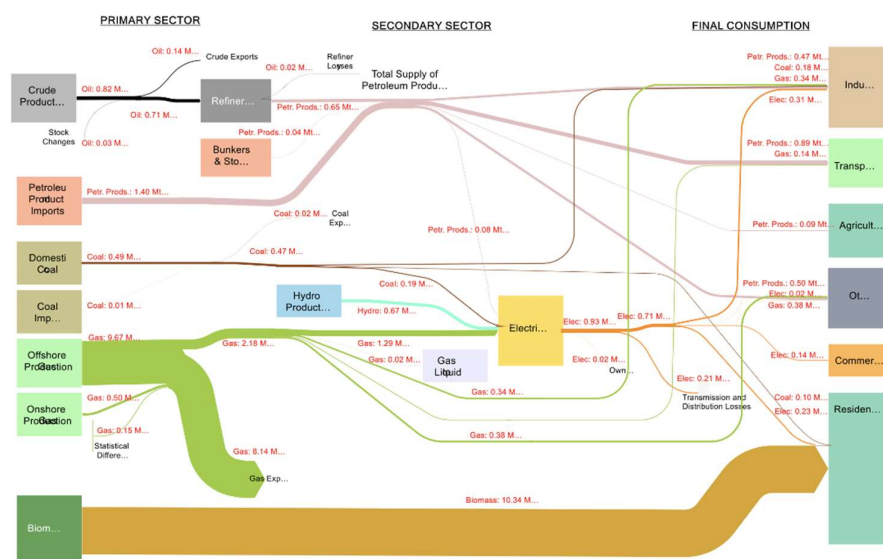 PRIMARY SECTOR
SECONDARY SECTOR
FINAL CONSUMPTION
Oil: 0.14 M...
Crude Exports
Oil: 0.02 M...
Refiner
Losses
Total Supply of
Petroleum Produ...
Petr. Prods.: 0.47 M...
Coal: 0.18 M...
Gas: 0.34 M...
Elec: 0.31 M...
Indu...
Crude
Product...
Oil: 0.82 M...
Oil: 0.71 M...
Refiner...
Petr. Prods.: 0.65 M...
Stock
Changes
Oil: 0.03 M...
Petr. Prods.: 0.04 M...
Bunkers
& Sto...
Petr. Prods.: 0.89 M...
Gas: 0.14 M...
Transp...
Petroleu
Product
Imports
Petr. Prods.: 1.40 Mt...
Coal: 0.02 M...
Coal
Exp...
Petr. Prods.: 0.08 M...
Petr. Prods.: 0.09 Mt...
Agricult...
Domesti
Coal
Coal: 0.49 M...
Coal: 0.47 M...
Coal: 0.19 M...
Petr. Prods.: 0.50 Mt...
Elec: 0.02 M...
Gas: 0.38 M...
Ot...
Coal
Imp...
Coal: 0.01 M...
Hydro
Product...
Hydro: 0.67 M...
Electri...
Elec: 0.93 M...
Elec: 0.71 M...
Gas: 9.67 M...
Offshore
Production
Gas: 2.18 M...
Gas: 1.29 M...
Gas: 0.02 M...
Gas
Liquid
Elec: 0.02 M...
Own...
Elec: 0.14 M...
Commer...
Onshore
Production
Gas: 0.50 M...
Gas: 0.34 M...
Elec: 0.21 M...
Transmission and
Distribution Losses
Coal: 0.10 M...
Elec: 0.23 M...
Residen...
Gas: 0.15 M...
Statistical
Differe...
Gas: 0.38 M...
Gas: 8.14 M...
Gas Exp...
Biom...
Biomass: 10.34 M...